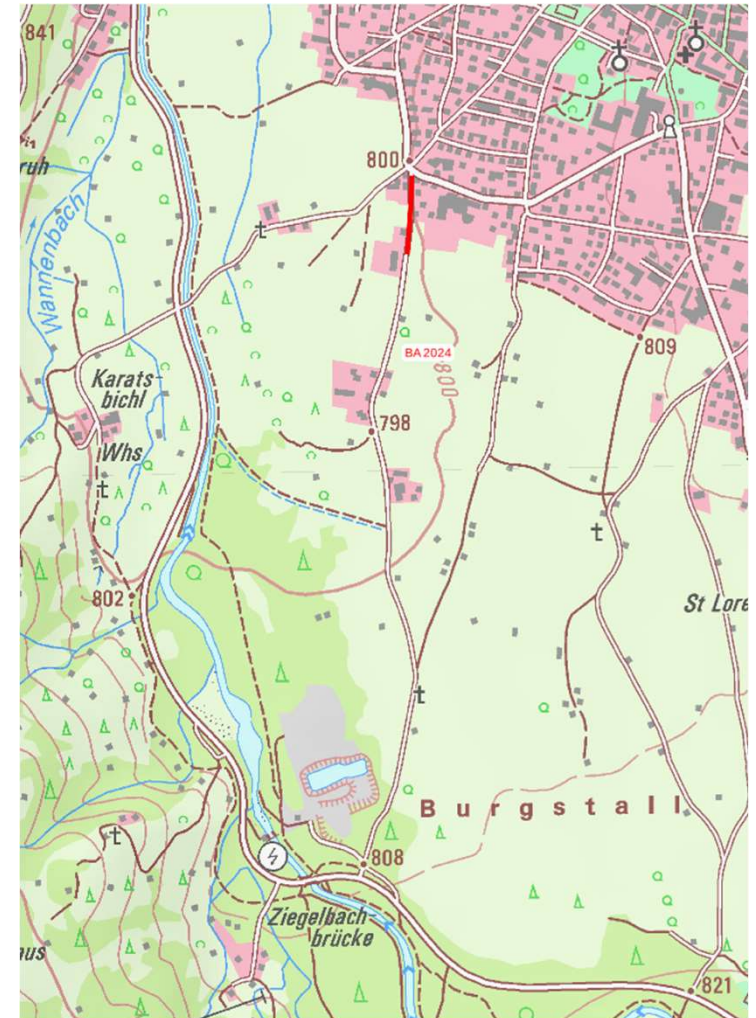 841
ruh
Wannenbach
800
BA 2024
800
809
Karats-
bichl
798
Whs
802
St Lore
Burgstall
808
Ziegelbach-
brücke
aus
821